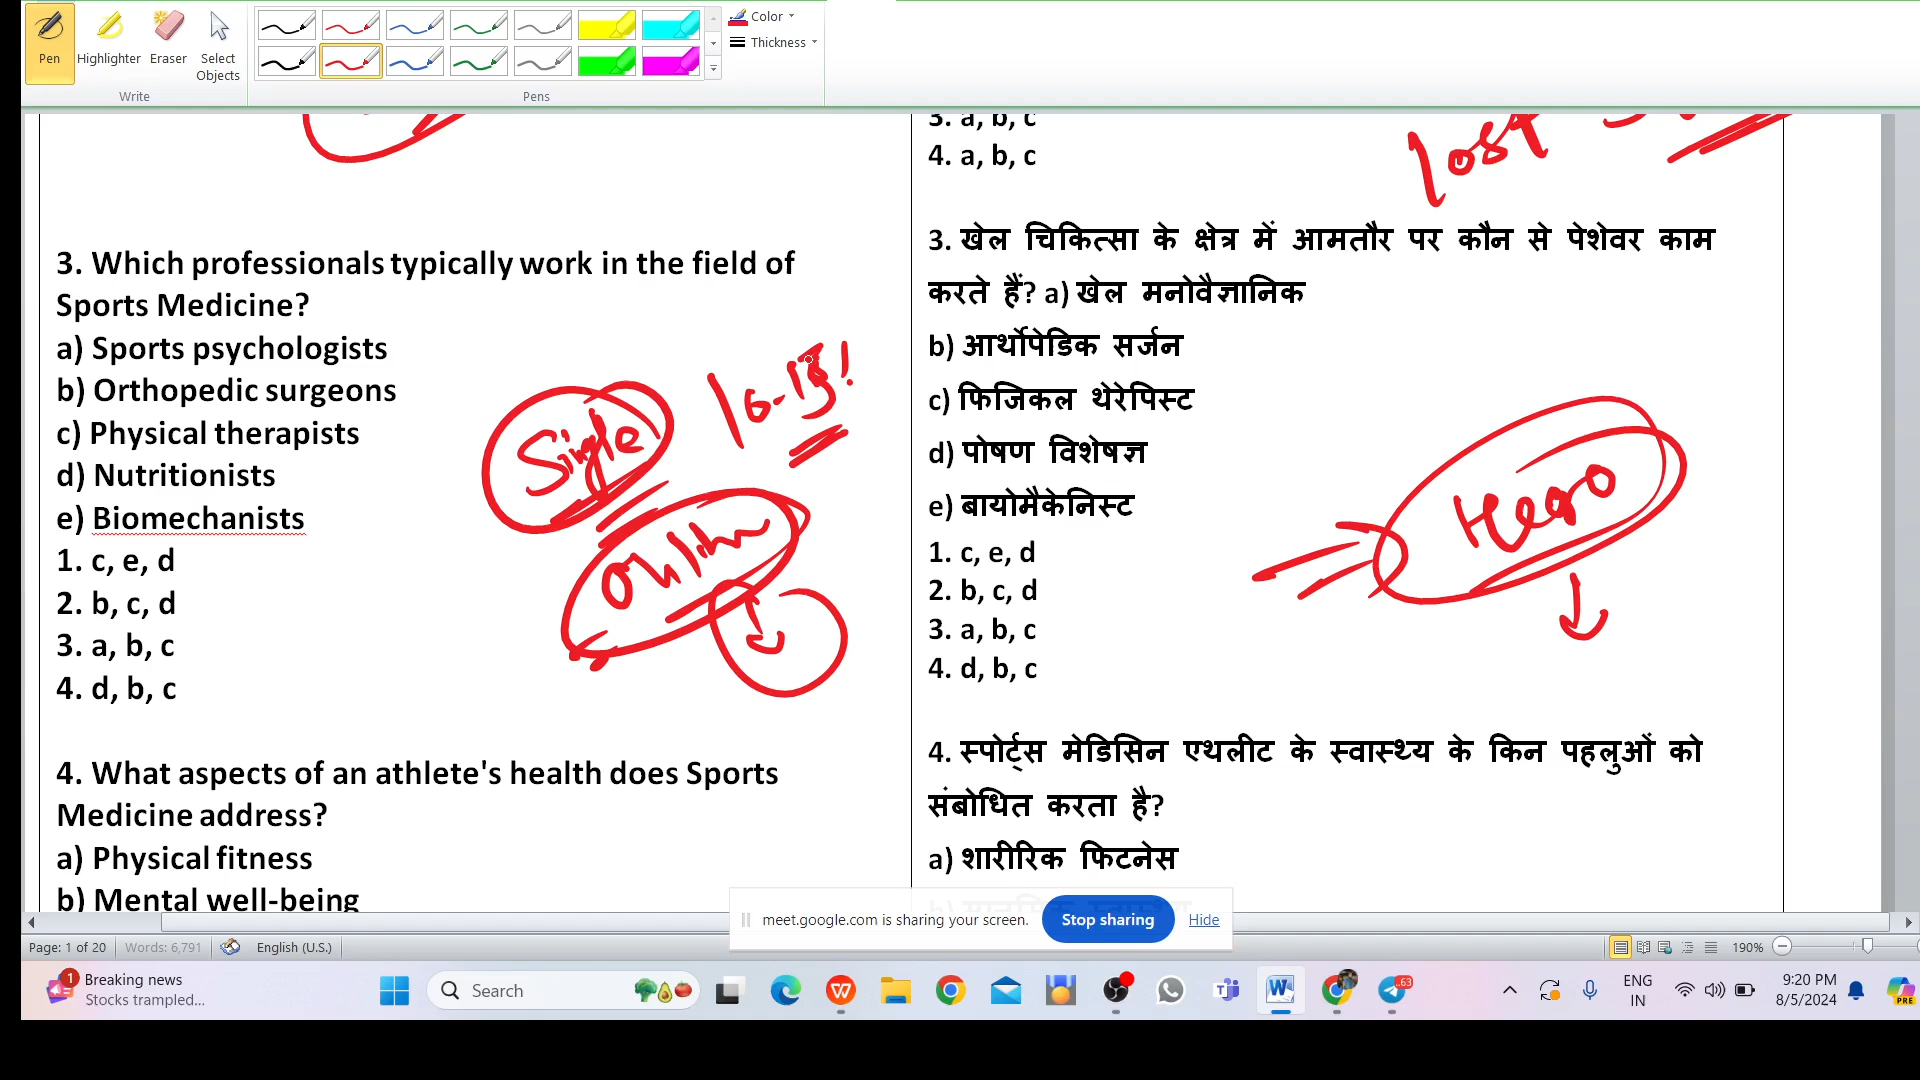 Pen
Highlighter
Eraser
Select Objects
Write
Pens
Color
Thickness
3. Which professionals typically work in the field of
Sports Medicine?
a) Sports psychologists
b) Orthopedic surgeons
c) Physical therapists
d) Nutritionists
e) Biomechanists
1. c, e, d
2. b, c, d
3. a, b, c
4. d, b, c
Single
4. What aspects of an athlete's health does Sports
Medicine address?
a) Physical fitness
b) Mental well-being
3. a, b, c
4. a, b, c
lost
3. खेल चिकित्सा के क्षेत्र में आमतौर पर कौन से पेशेवर काम
करते हैं? a) खेल मनोवैज्ञानिक
b) आर्थोपेडिक सर्जन
c) फिजिकल थेरेपिस्ट
d) पोषण विशेषज्ञ
e) बायोमैकेनिस्ट
1. c, e, d
2. b, c, d
3. a, b, c
4. d, b, c
Hero
4. स्पोर्ट्स मेडिसिन एथलीट के स्वास्थ्य के किन पहलुओं को
संबोधित करता है?
a) शारीरिक फिटनेस
meet.google.com is sharing your screen.
Stop sharing
Hide
Page: 1 of 20
Words: 6,791
English (U.S.)
190%
1
Breaking news
Stocks trampled...
Search
63
ENG
IN
9:20 PM
8/5/2024
PRE